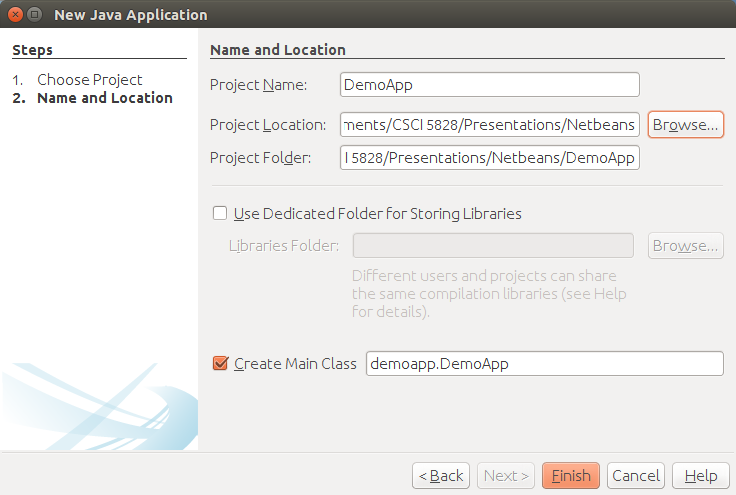 New Java Application
Steps
1. Choose Project
2. Name and Location
Name and Location
Project Name: DemoApp
Project Location: ments/CSCI 5828/Presentations/Netbeans Browse...
Project Folder: I 5828/Presentations/Netbeans/DemoApp
Use Dedicated Folder for Storing Libraries
Libraries Folder: Browse...
Different users and projects can share
the same compilation libraries (see Help
for details).
Create Main Class demoapp.DemoApp
< Back Next > Finish Cancel Help